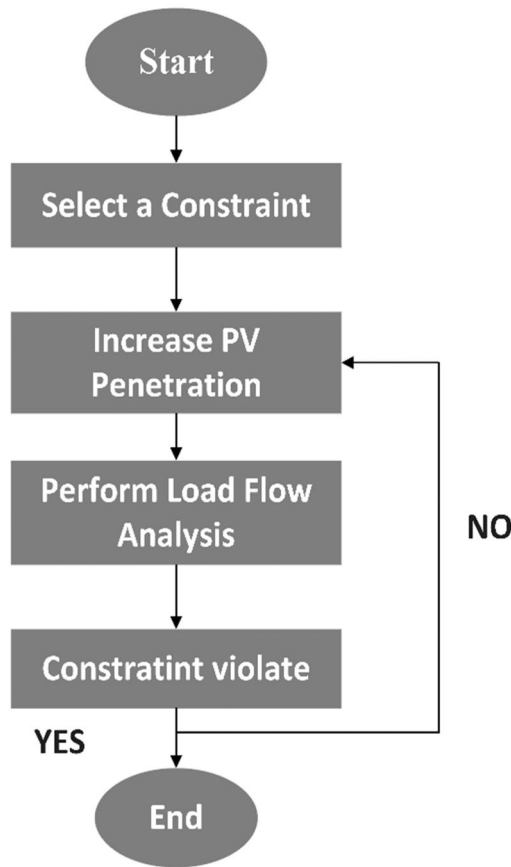 Start
Select a Constraint
Increase PV
Penetration
Perform Load Flow
Analysis
NO
Constratint violate
YES
End